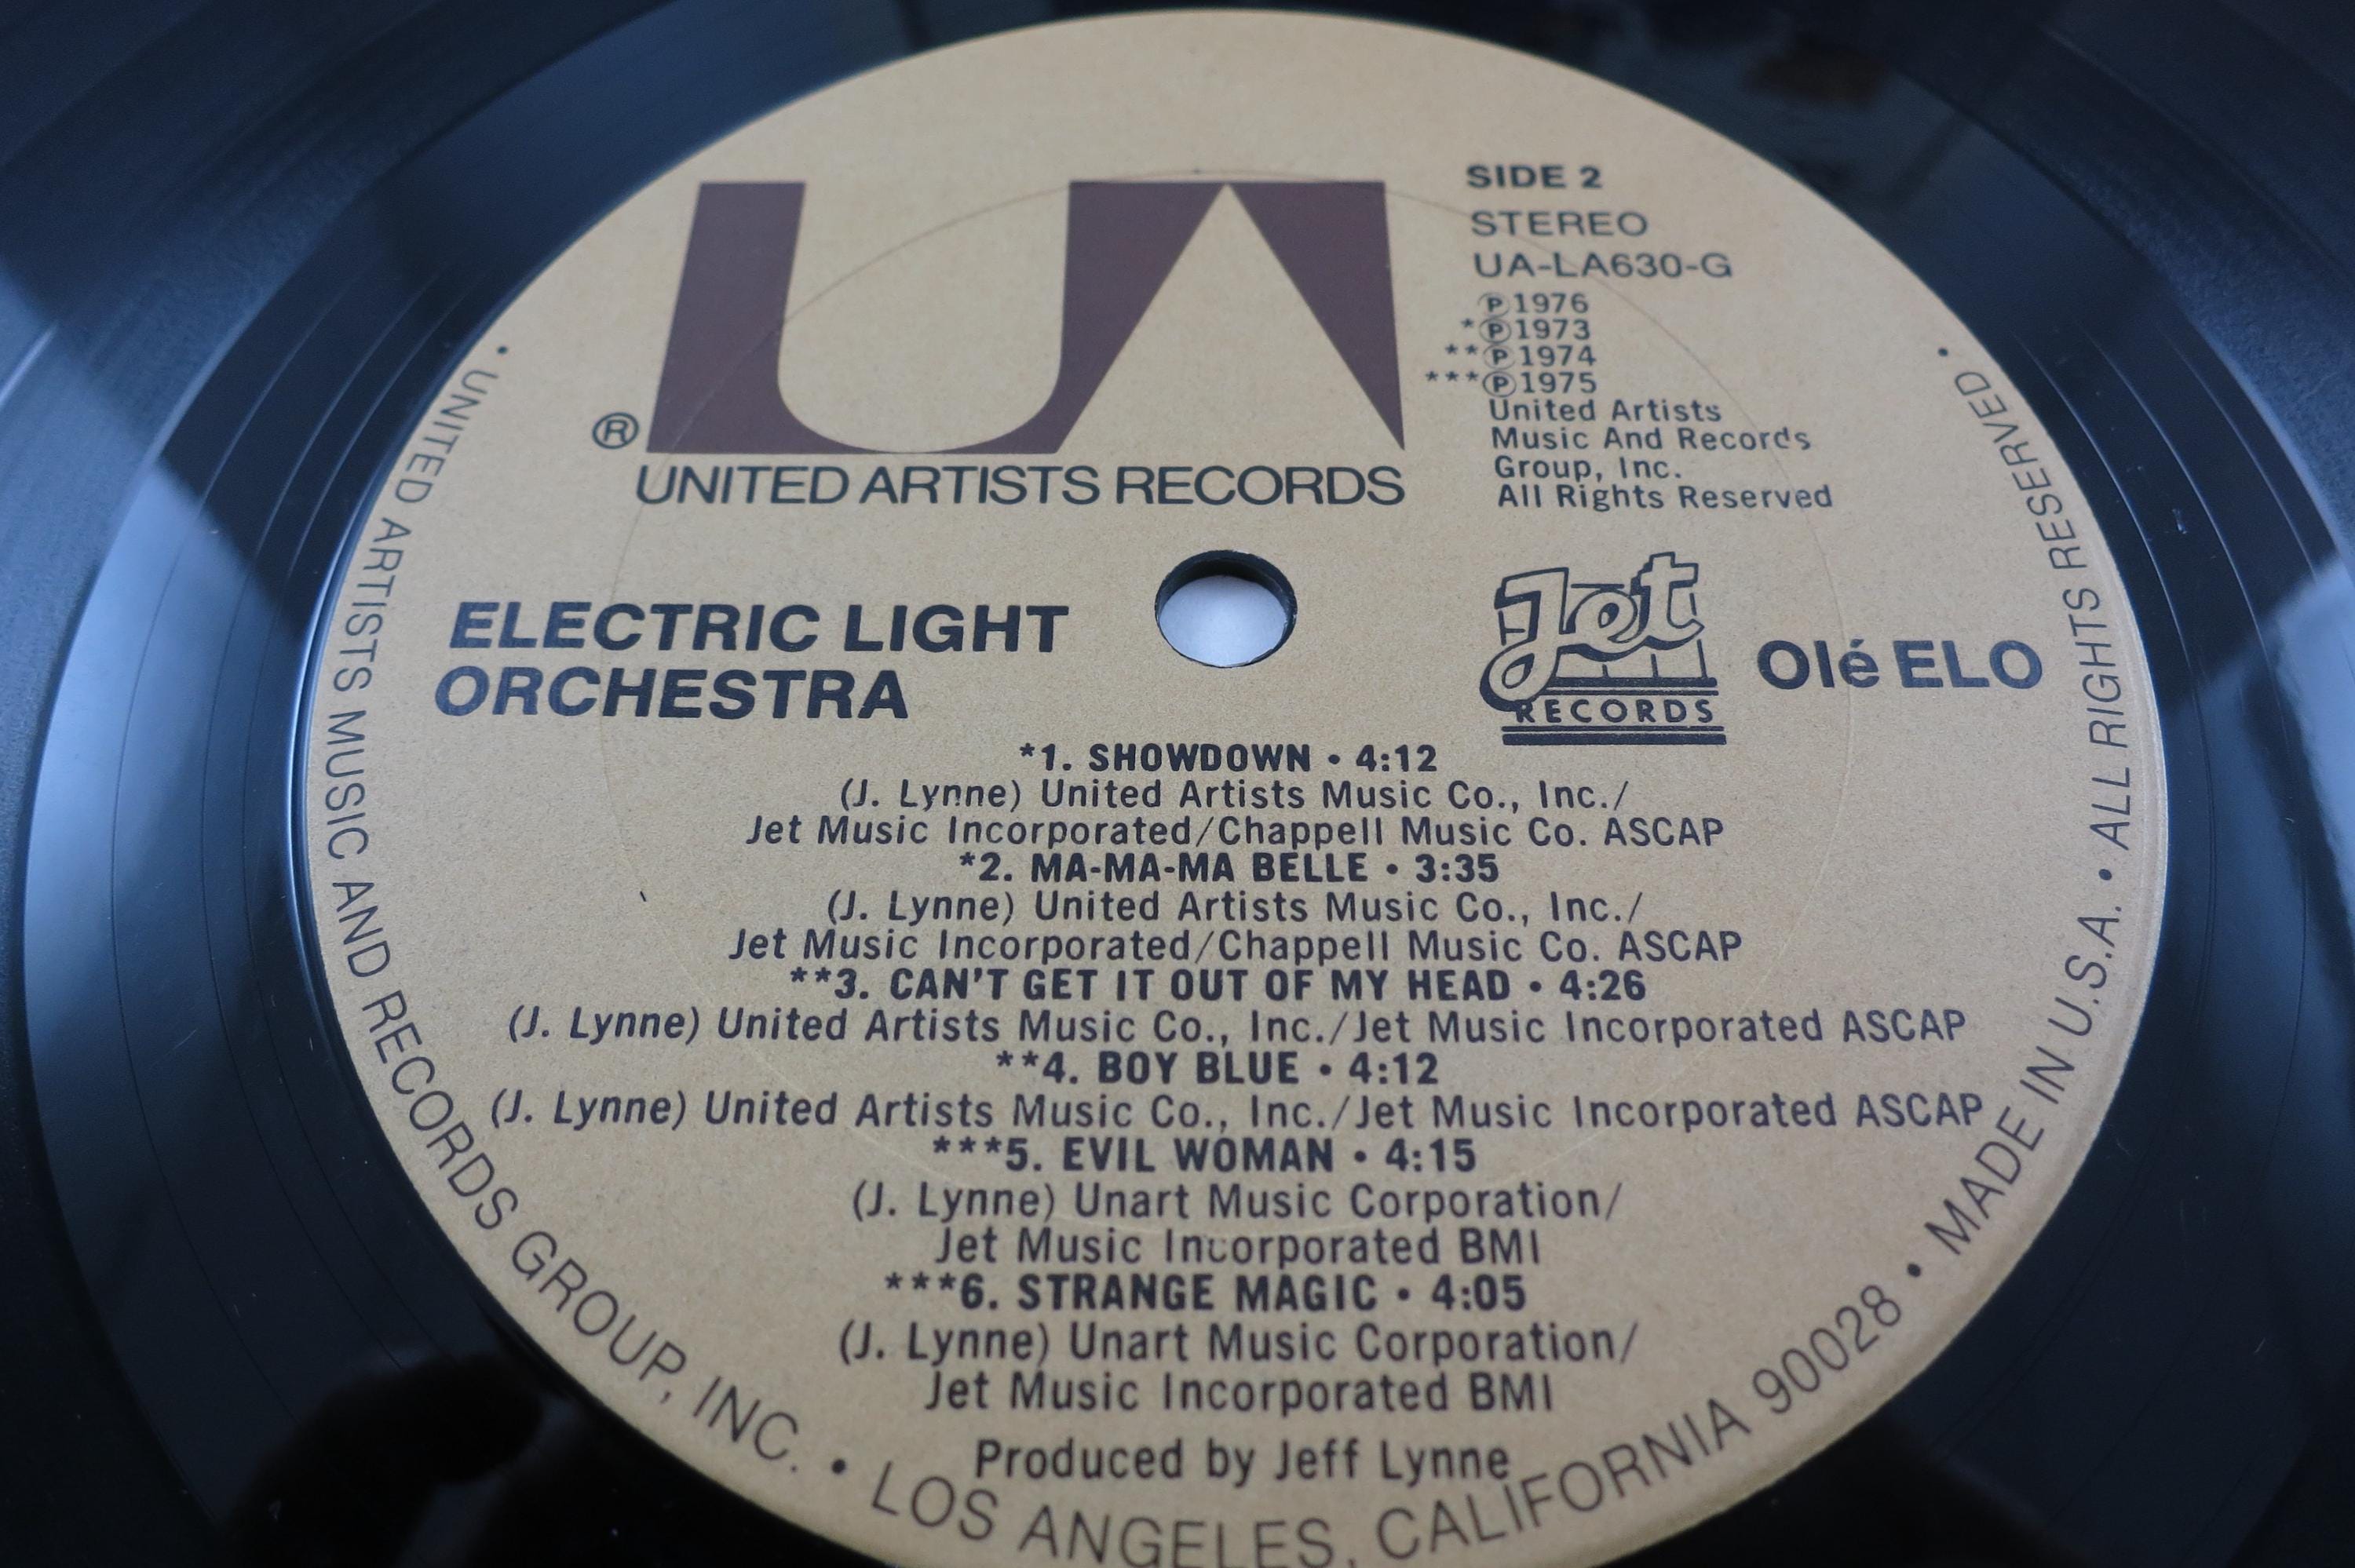 UA
®
UNITED ARTISTS RECORDS
SIDE 2
STEREO
UA-LA630-G
℗1976
*℗1973
**℗1974
***℗1975
United Artists
Music And Records
Group, Inc.
All Rights Reserved
ELECTRIC LIGHT
ORCHESTRA
Jet
RECORDS
Olé ELO
*1. SHOWDOWN • 4:12
(J. Lynne) United Artists Music Co., Inc./
Jet Music Incorporated/Chappell Music Co. ASCAP
*2. MA-MA-MA BELLE • 3:35
(J. Lynne) United Artists Music Co., Inc./
Jet Music Incorporated/Chappell Music Co. ASCAP
**3. CAN'T GET IT OUT OF MY HEAD • 4:26
(J. Lynne) United Artists Music Co., Inc./Jet Music Incorporated ASCAP
**4. BOY BLUE • 4:12
(J. Lynne) United Artists Music Co., Inc./Jet Music Incorporated ASCAP
***5. EVIL WOMAN • 4:15
(J. Lynne) Unart Music Corporation/
Jet Music Incorporated BMI
***6. STRANGE MAGIC • 4:05
(J. Lynne) Unart Music Corporation/
Jet Music Incorporated BMI
Produced by Jeff Lynne
• UNITED ARTISTS MUSIC AND RECORDS GROUP, INC. • LOS ANGELES, CALIFORNIA 90028 • MADE IN U.S.A. • ALL RIGHTS RESERVED •